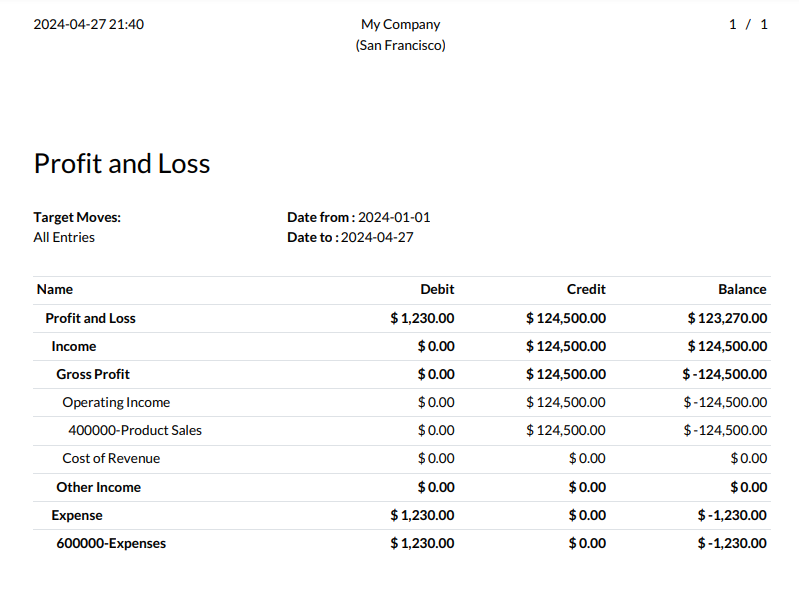 2024-04-27 21:40 My Company 1 / 1
(San Francisco)
Profit and Loss
Target Moves: Date from : 2024-01-01
All Entries Date to : 2024-04-27
Name Debit Credit Balance
Profit and Loss $ 1,230.00 $ 124,500.00 $ 123,270.00
Income $ 0.00 $ 124,500.00 $ 124,500.00
Gross Profit $ 0.00 $ 124,500.00 $ -124,500.00
Operating Income $ 0.00 $ 124,500.00 $ -124,500.00
400000-Product Sales $ 0.00 $ 124,500.00 $ -124,500.00
Cost of Revenue $ 0.00 $ 0.00 $ 0.00
Other Income $ 0.00 $ 0.00 $ 0.00
Expense $ 1,230.00 $ 0.00 $ -1,230.00
600000-Expenses $ 1,230.00 $ 0.00 $ -1,230.00